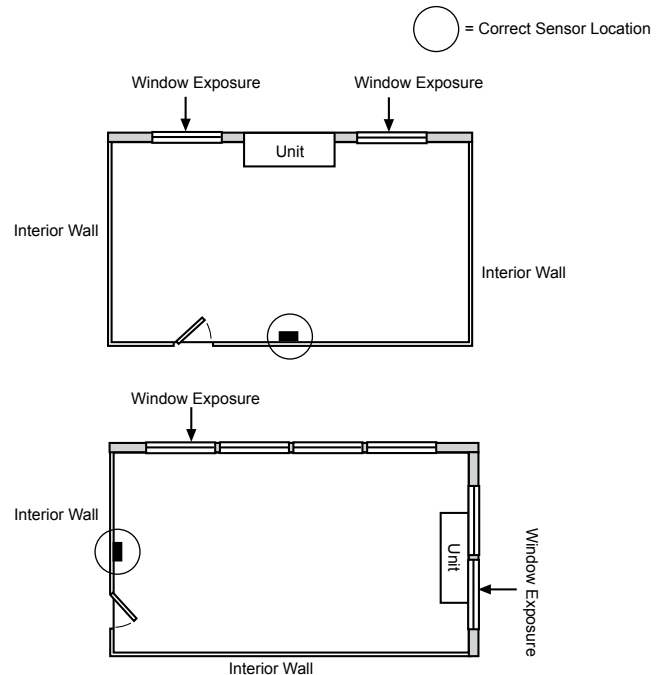 = Correct Sensor Location
Window Exposure
Window Exposure
Unit
Interior Wall
Interior Wall
Window Exposure
Interior Wall
Unit
Window Exposure
Interior Wall